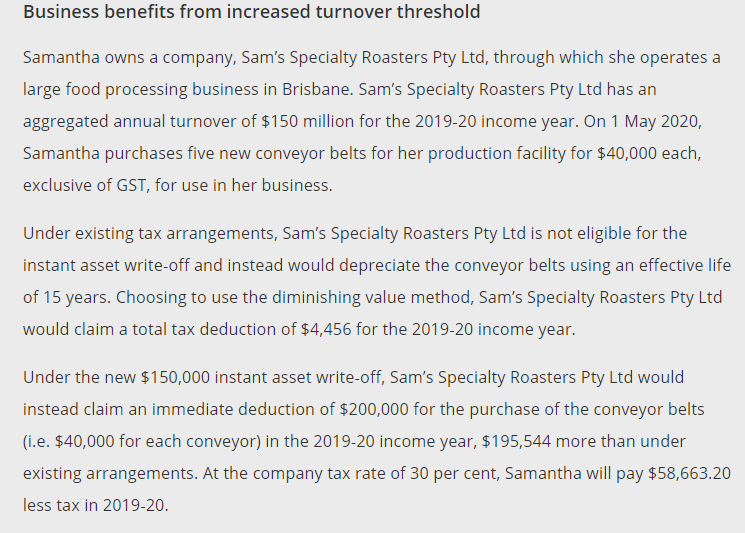 Business benefits from increased turnover threshold
Samantha owns a company, Sam's Specialty Roasters Pty Ltd, through which she operates a
large food processing business in Brisbane. Sam's Specialty Roasters Pty Ltd has an
aggregated annual turnover of $150 million for the 2019-20 income year. On 1 May 2020,
Samantha purchases five new conveyor belts for her production facility for $40,000 each,
exclusive of GST, for use in her business.
Under existing tax arrangements, Sam's Specialty Roasters Pty Ltd is not eligible for the
instant asset write-off and instead would depreciate the conveyor belts using an effective life
of 15 years. Choosing to use the diminishing value method, Sam's Specialty Roasters Pty Ltd
would claim a total tax deduction of $4,456 for the 2019-20 income year.
Under the new $150,000 instant asset write-off, Sam's Specialty Roasters Pty Ltd would
instead claim an immediate deduction of $200,000 for the purchase of the conveyor belts
(i.e. $40,000 for each conveyor) in the 2019-20 income year, $195,544 more than under
existing arrangements. At the company tax rate of 30 per cent, Samantha will pay $58,663.20
less tax in 2019-20.